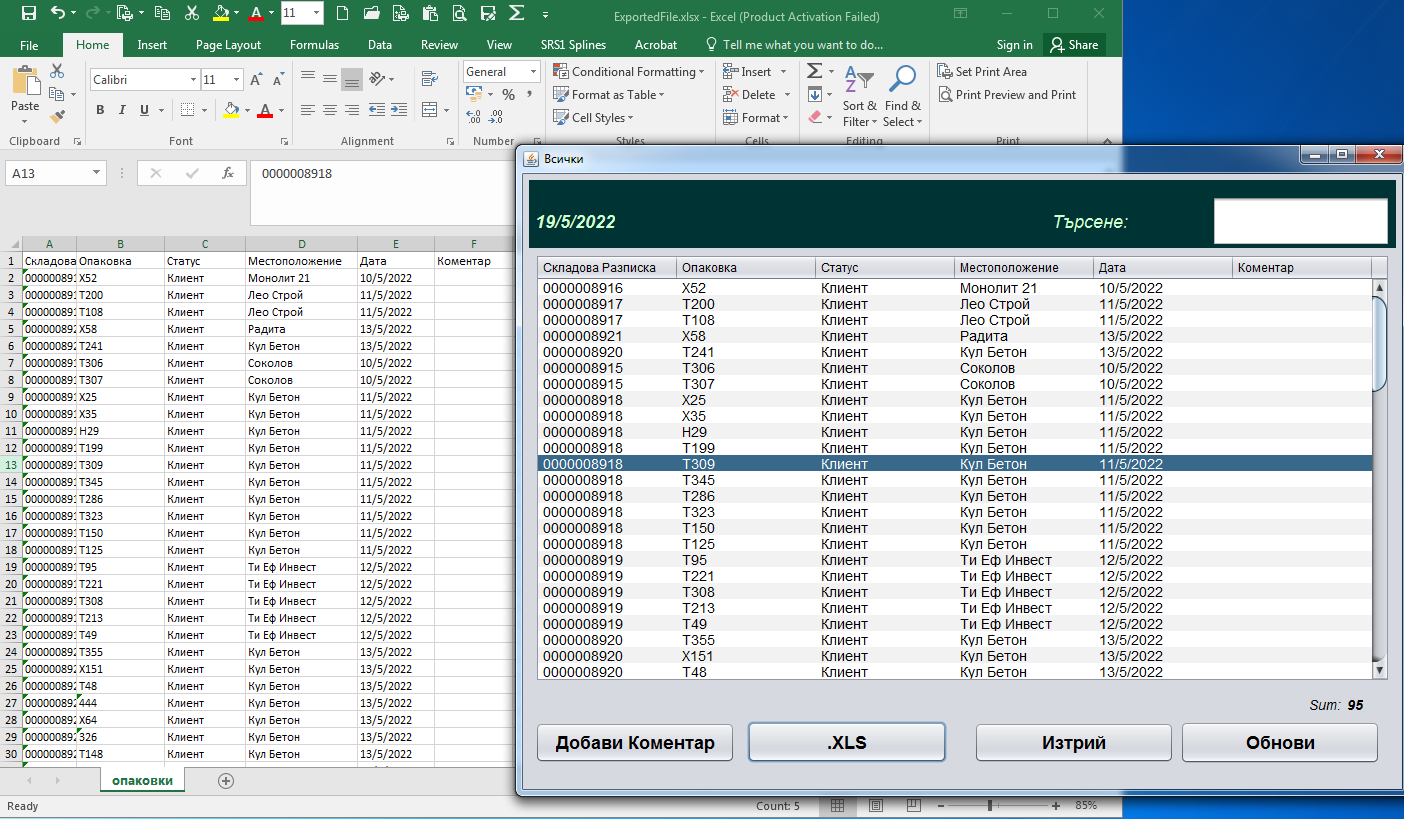 11
ExportedFile.xlsx - Excel (Product Activation Failed)
File Home Insert Page Layout Formulas Data Review View SRS1 Splines Acrobat Tell me what you want to do... Sign in Share
Paste
Calibri 11
B I U
General
% ,
Conditional Formatting
Format as Table
Cell Styles
Insert
Delete
Format
Sort & Filter
Find & Select
Set Print Area
Print Preview and Print
Clipboard Font Alignment Number Styles Cells Editing Print
A13 fx 0000008918
A B C D E F
1 Складова Опаковка Статус Местоположение Дата Коментар
2 000000891 X52 Клиент Монолит 21 10/5/2022
3 000000891 T200 Клиент Лео Строй 11/5/2022
4 000000891 T108 Клиент Лео Строй 11/5/2022
5 000000892 X58 Клиент Радита 13/5/2022
6 000000892 T241 Клиент Кул Бетон 13/5/2022
7 000000891 T306 Клиент Соколов 10/5/2022
8 000000891 T307 Клиент Соколов 10/5/2022
9 000000891 X25 Клиент Кул Бетон 11/5/2022
10 000000891 X35 Клиент Кул Бетон 11/5/2022
11 000000891 H29 Клиент Кул Бетон 11/5/2022
12 000000891 T199 Клиент Кул Бетон 11/5/2022
13 000000891 T309 Клиент Кул Бетон 11/5/2022
14 000000891 T345 Клиент Кул Бетон 11/5/2022
15 000000891 T286 Клиент Кул Бетон 11/5/2022
16 000000891 T323 Клиент Кул Бетон 11/5/2022
17 000000891 T150 Клиент Кул Бетон 11/5/2022
18 000000891 T125 Клиент Кул Бетон 11/5/2022
19 000000891 T95 Клиент Ти Еф Инвест 12/5/2022
20 000000891 T221 Клиент Ти Еф Инвест 12/5/2022
21 000000891 T308 Клиент Ти Еф Инвест 12/5/2022
22 000000891 T213 Клиент Ти Еф Инвест 12/5/2022
23 000000891 T49 Клиент Ти Еф Инвест 12/5/2022
24 000000892 T355 Клиент Кул Бетон 13/5/2022
25 000000892 X151 Клиент Кул Бетон 13/5/2022
26 000000892 T48 Клиент Кул Бетон 13/5/2022
27 000000892 444 Клиент Кул Бетон 13/5/2022
28 000000892 X64 Клиент Кул Бетон 13/5/2022
29 000000892 326 Клиент Кул Бетон 13/5/2022
30 000000892 T148 Клиент Кул Бетон 13/5/2022
опаковки
Ready Count: 5 85%
Всички
19/5/2022 Търсене:
Складова Разписка Опаковка Статус Местоположение Дата Коментар
0000008916 X52 Клиент Монолит 21 10/5/2022
0000008917 T200 Клиент Лео Строй 11/5/2022
0000008917 T108 Клиент Лео Строй 11/5/2022
0000008921 X58 Клиент Радита 13/5/2022
0000008920 T241 Клиент Кул Бетон 13/5/2022
0000008915 T306 Клиент Соколов 10/5/2022
0000008915 T307 Клиент Соколов 10/5/2022
0000008918 X25 Клиент Кул Бетон 11/5/2022
0000008918 X35 Клиент Кул Бетон 11/5/2022
0000008918 H29 Клиент Кул Бетон 11/5/2022
0000008918 T199 Клиент Кул Бетон 11/5/2022
0000008918 T309 Клиент Кул Бетон 11/5/2022
0000008918 T345 Клиент Кул Бетон 11/5/2022
0000008918 T286 Клиент Кул Бетон 11/5/2022
0000008918 T323 Клиент Кул Бетон 11/5/2022
0000008918 T150 Клиент Кул Бетон 11/5/2022
0000008918 T125 Клиент Кул Бетон 11/5/2022
0000008919 T95 Клиент Ти Еф Инвест 12/5/2022
0000008919 T221 Клиент Ти Еф Инвест 12/5/2022
0000008919 T308 Клиент Ти Еф Инвест 12/5/2022
0000008919 T213 Клиент Ти Еф Инвест 12/5/2022
0000008919 T49 Клиент Ти Еф Инвест 12/5/2022
0000008920 T355 Клиент Кул Бетон 13/5/2022
0000008920 X151 Клиент Кул Бетон 13/5/2022
0000008920 T48 Клиент Кул Бетон 13/5/2022
Sum: 95
Добави Коментар .XLS Изтрий Обнови